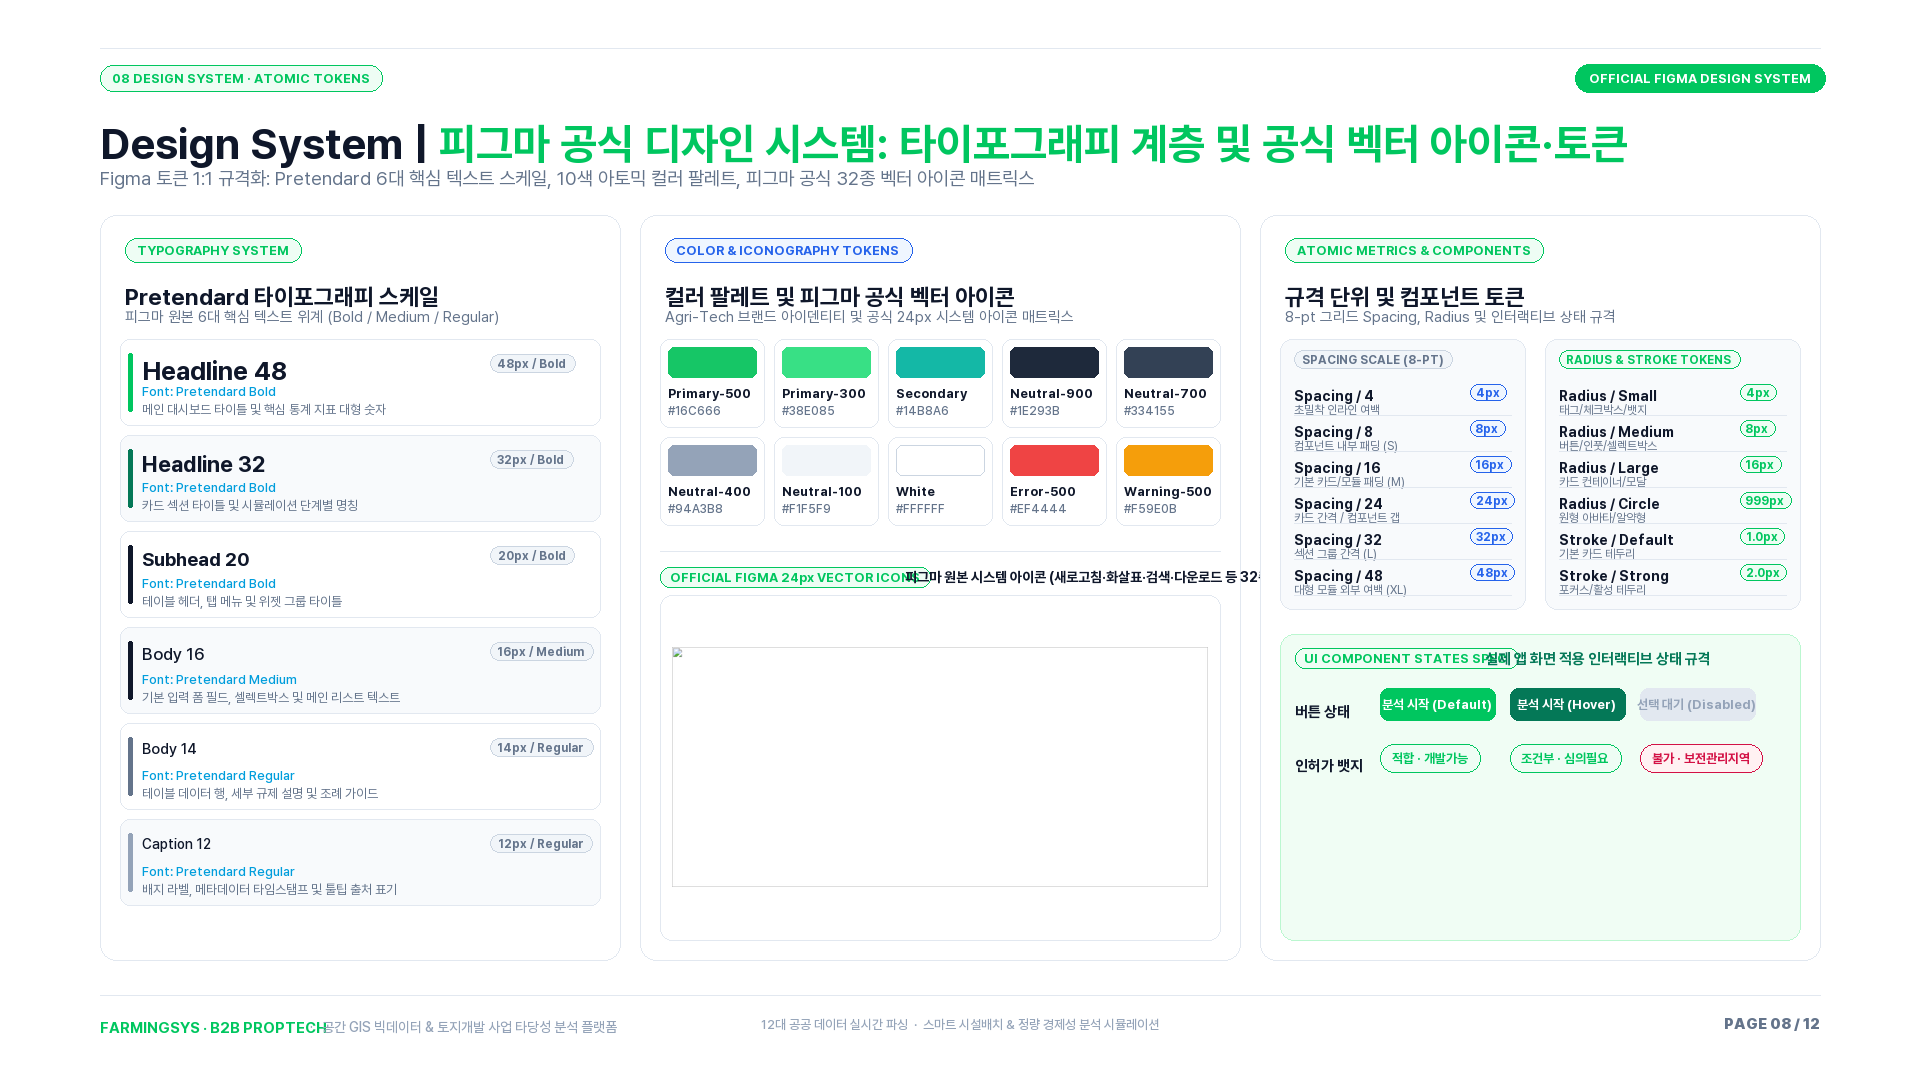 08 DESIGN SYSTEM · ATOMIC TOKENS
OFFICIAL FIGMA DESIGN SYSTEM
Design System | 피그마 공식 디자인 시스템: 타이포그래피 계층 및 공식 벡터 아이콘·토큰
Figma 토큰 1:1 규격화: Pretendard 6대 핵심 텍스트 스케일, 10색 아토믹 컬러 팔레트, 피그마 공식 32종 벡터 아이콘 매트릭스
TYPOGRAPHY SYSTEM
Pretendard 타이포그래피 스케일
피그마 원본 6대 핵심 텍스트 위계 (Bold / Medium / Regular)
Headline 48
48px / Bold
Font: Pretendard Bold
메인 대시보드 타이틀 및 핵심 통계 지표 대형 숫자
Headline 32
32px / Bold
Font: Pretendard Bold
카드 섹션 타이틀 및 시뮬레이션 단계별 명칭
Subhead 20
20px / Bold
Font: Pretendard Bold
테이블 헤더, 탭 메뉴 및 위젯 그룹 타이틀
Body 16
16px / Medium
Font: Pretendard Medium
기본 입력 폼 필드, 셀렉트박스 및 메인 리스트 텍스트
Body 14
14px / Regular
Font: Pretendard Regular
테이블 데이터 행, 세부 규제 설명 및 조례 가이드
Caption 12
12px / Regular
Font: Pretendard Regular
배지 라벨, 메타데이터 타임스탬프 및 툴팁 출처 표기
COLOR & ICONOGRAPHY TOKENS
컬러 팔레트 및 피그마 공식 벡터 아이콘
Agri-Tech 브랜드 아이덴티티 및 공식 24px 시스템 아이콘 매트릭스
Primary-500
#16C666
Primary-300
#38E085
Secondary
#14B8A6
Neutral-900
#1E293B
Neutral-700
#334155
Neutral-400
#94A3B8
Neutral-100
#F1F5F9
White
#FFFFFF
Error-500
#EF4444
Warning-500
#F59E0B
OFFICIAL FIGMA 24px VECTOR ICONS
피그마 원본 시스템 아이콘 (새로고침·화살표·검색·다운로드 등 32
ATOMIC METRICS & COMPONENTS
규격 단위 및 컴포넌트 토큰
8-pt 그리드 Spacing, Radius 및 인터랙티브 상태 규격
SPACING SCALE (8-PT)
Spacing / 4
4px
초밀착 인라인 여백
Spacing / 8
8px
컴포넌트 내부 패딩 (S)
Spacing / 16
16px
기본 카드/모듈 패딩 (M)
Spacing / 24
24px
카드 간격 / 컴포넌트 갭
Spacing / 32
32px
섹션 그룹 간격 (L)
Spacing / 48
48px
대형 모듈 외부 여백 (XL)
RADIUS & STROKE TOKENS
Radius / Small
4px
태그/체크박스/뱃지
Radius / Medium
8px
버튼/인풋/셀렉트박스
Radius / Large
16px
카드 컨테이너/모달
Radius / Circle
999px
원형 아바타/알약형
Stroke / Default
1.0px
기본 카드 테두리
Stroke / Strong
2.0px
포커스/활성 테두리
UI COMPONENT STATES
실제 앱 화면 적용 인터랙티브 상태 규격
버튼 상태
분석 시작 (Default)
분석 시작 (Hover)
선택 대기 (Disabled)
인허가 뱃지
적합 · 개발가능
조건부 · 심의필요
불가 · 보전관리지역
FARMINGSYS · B2B PROPTECH
공간 GIS 빅데이터 & 토지개발 사업 타당성 분석 플랫폼
12대 공공 데이터 실시간 파싱 · 스마트 시설배치 & 정량 경제성 분석 시뮬레이션
PAGE 08 / 12